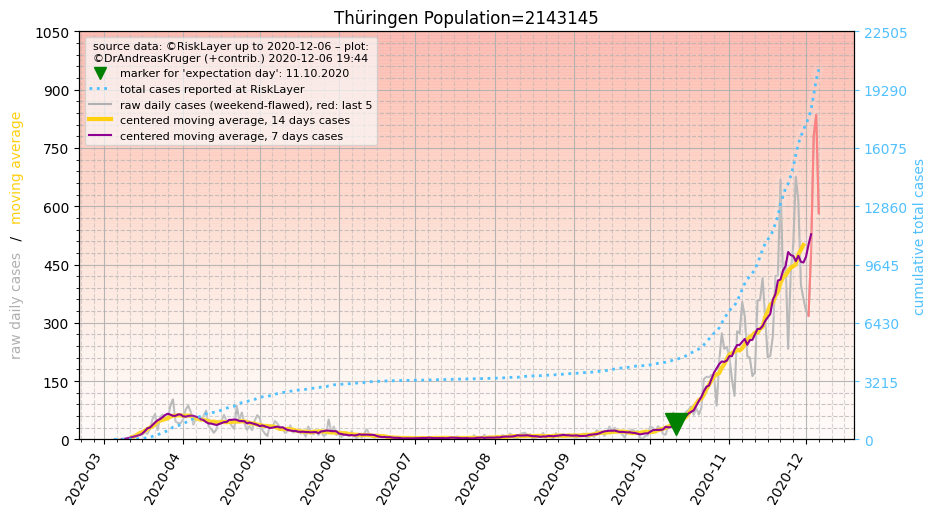 Thüringen Population=2143145
source data: ©RiskLayer up to 2020-12-06 – plot:
©DrAndreasKruger (+contrib.) 2020-12-06 19:44
marker for 'expectation day': 11.10.2020
total cases reported at RiskLayer
raw daily cases (weekend-flawed), red: last 5
centered moving average, 14 days cases
centered moving average, 7 days cases
raw daily cases / moving average
1050
900
750
600
450
300
150
0
22505
19290
16075
12860
9645
6430
3215
0
cumulative total cases
2020-03
2020-04
2020-05
2020-06
2020-07
2020-08
2020-09
2020-10
2020-11
2020-12